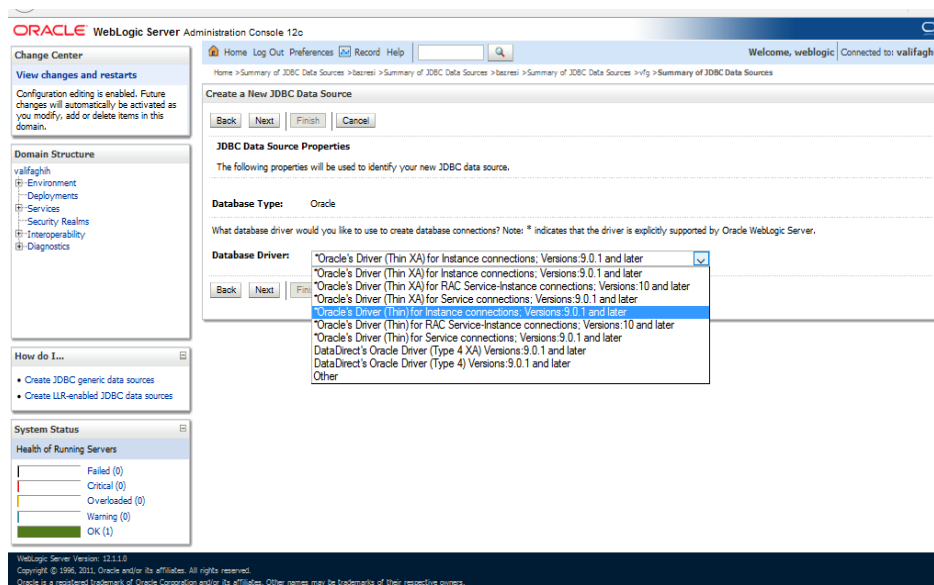 ORACLE WebLogic Server Administration Console 12c
Change Center
View changes and restarts
Configuration editing is enabled. Future
changes will automatically be activated as
you modify, add or delete items in this
domain.
Domain Structure
valifaghih
Environment
Deployments
Services
Security Realms
Interoperability
Diagnostics
How do I...
Create JDBC generic data sources
Create LLR-enabled JDBC data sources
System Status
Health of Running Servers
Failed (0)
Critical (0)
Overloaded (0)
Warning (0)
OK (1)
Home Log Out Preferences Record Help
Welcome, weblogic Connected to: valifagh
Home >Summary of JDBC Data Sources >bazresi >Summary of JDBC Data Sources >bazresi >Summary of JDBC Data Sources >vfg >Summary of JDBC Data Sources
Create a New JDBC Data Source
Back Next Finish Cancel
JDBC Data Source Properties
The following properties will be used to identify your new JDBC data source.
Database Type: Oracle
What database driver would you like to use to create database connections? Note: * indicates that the driver is explicitly supported by Oracle WebLogic Server.
Database Driver: *Oracle's Driver (Thin XA) for Instance connections; Versions:9.0.1 and later
*Oracle's Driver (Thin XA) for Instance connections; Versions:9.0.1 and later
*Oracle's Driver (Thin XA) for RAC Service-Instance connections; Versions:10 and later
*Oracle's Driver (Thin XA) for Service connections; Versions:9.0.1 and later
*Oracle's Driver (Thin) for Instance connections; Versions:9.0.1 and later
*Oracle's Driver (Thin) for RAC Service-Instance connections; Versions:10 and later
*Oracle's Driver (Thin) for Service connections; Versions:9.0.1 and later
DataDirect's Oracle Driver (Type 4 XA) Versions:9.0.1 and later
DataDirect's Oracle Driver (Type 4) Versions:9.0.1 and later
Other
Back Next Fin
WebLogic Server Version: 12.1.1.0
Copyright © 1996, 2011, Oracle and/or its affiliates. All rights reserved.
Oracle is a registered trademark of Oracle Corporation and/or its affiliates. Other names may be trademarks of their respective owners.